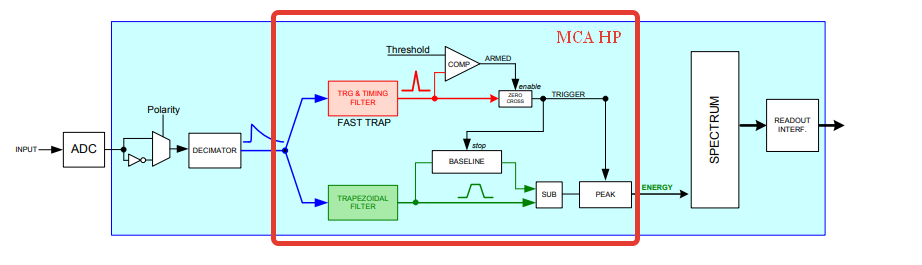 MCA HP
Threshold
COMP
ARMED
enable
ZERO
CROSS
TRIGGER
TRG & TIMING
FILTER
FAST TRAP
Polarity
INPUT
ADC
DECIMATOR
stop
BASELINE
TRAPEZOIDAL
FILTER
SUB
PEAK
ENERGY
SPECTRUM
READOUT
INTERF.